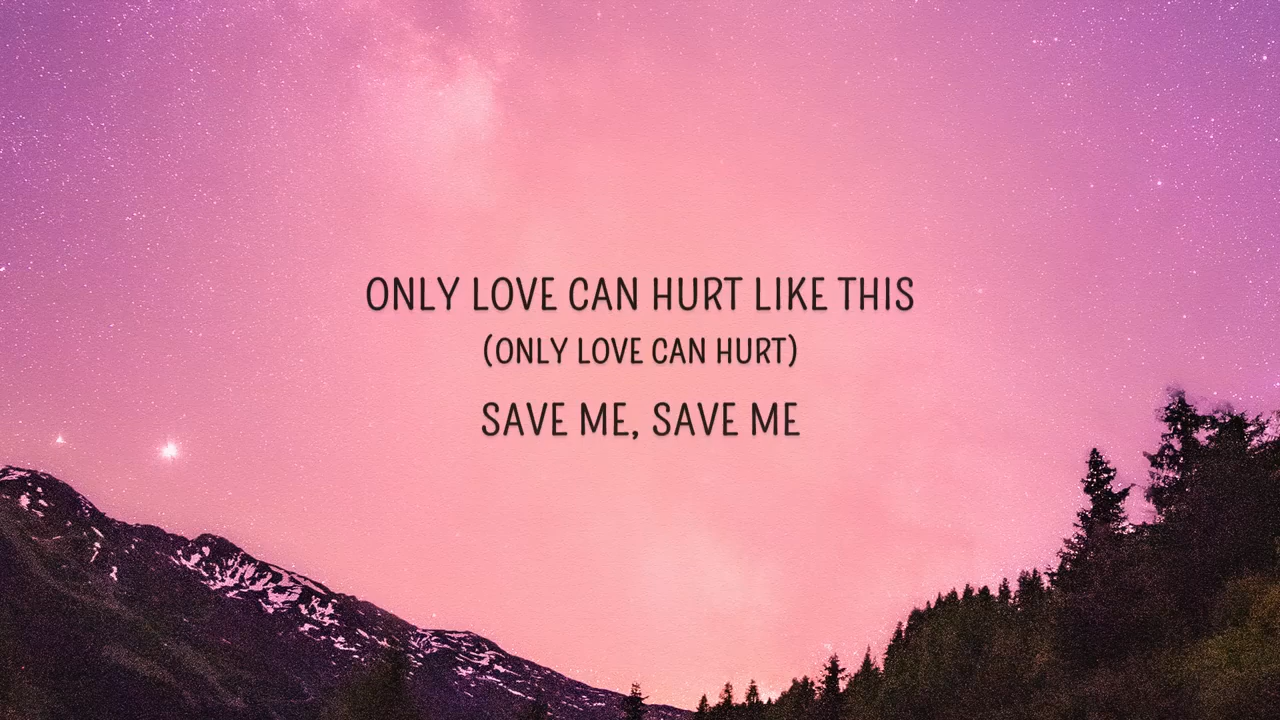 ONLY LOVE CAN HURT LIKE THIS
(ONLY LOVE CAN HURT)
SAVE ME, SAVE ME